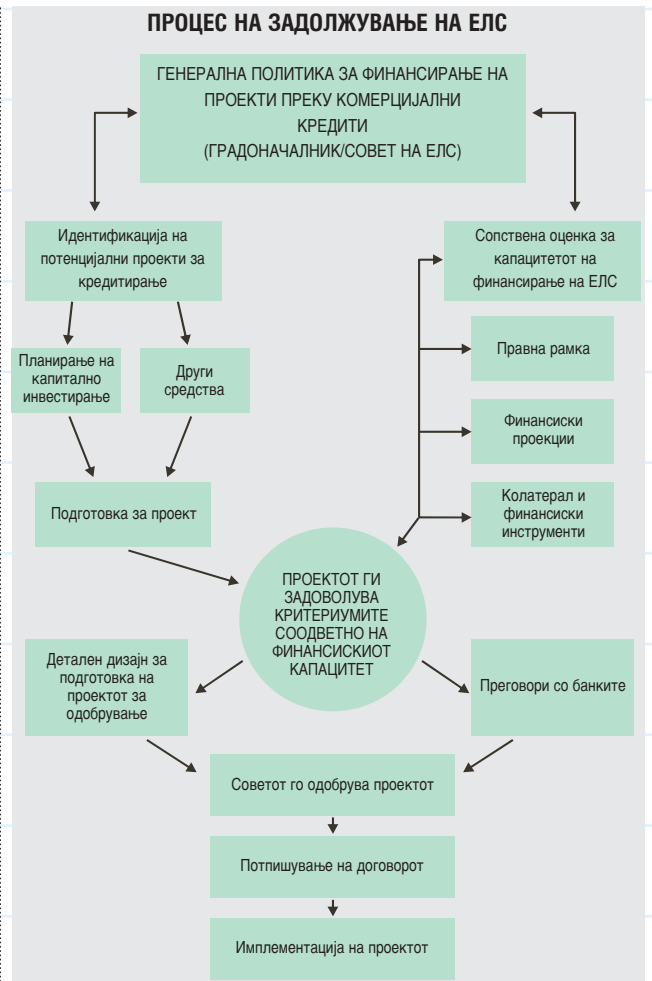 ПРОЦЕС НА ЗАДОЛЖУВАЊЕ НА ЕЛС
ГЕНЕРАЛНА ПОЛИТИКА ЗА ФИНАНСИРАЊЕ НА
ПРОЕКТИ ПРЕКУ КОМЕРЦИЈАЛНИ
КРЕДИТИ
(ГРАДОНАЧАЛНИК/СОВЕТ НА ЕЛС)
Идентификација на
потенцијални проекти за
кредитирање
Сопствена оценка за
капацитетот на
финансирање на ЕЛС
Планирање на
капитално
инвестирање
Други
средства
Правна рамка
Финансиски
проекции
Колатерал и
финансиски
инструменти
Подготовка за проект
ПРОЕКТОТ ГИ
ЗАДОВОЛУВА
КРИТЕРИУМИТЕ
СООДВЕТНО НА
ФИНАНСИСКИОТ
КАПАЦИТЕТ
Детален дизајн за
подготовка на
проектот за
одобрување
Преговори со банките
Советот го одобрува проектот
Потпишување на договорот
Имплементација на проектот